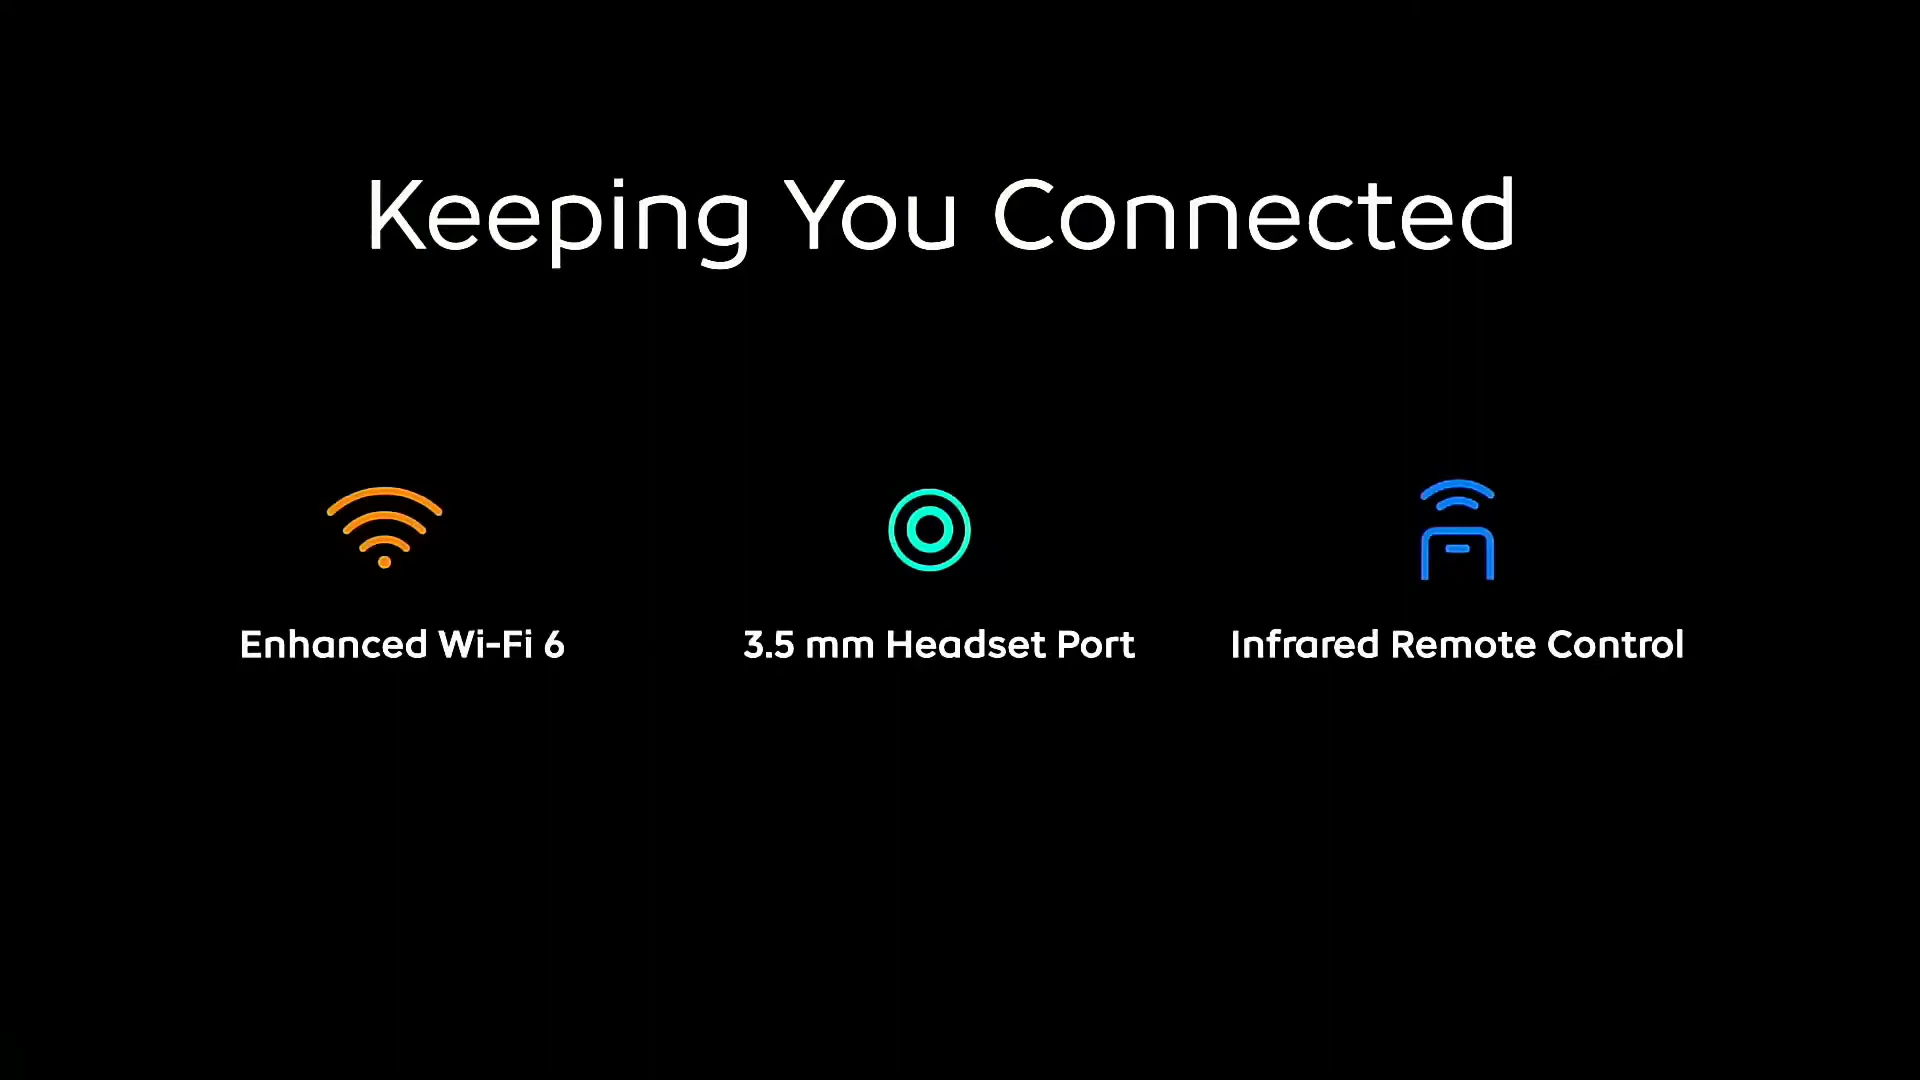 Keeping You Connected
Enhanced Wi-Fi 6
3.5 mm Headset Port
Infrared Remote Control